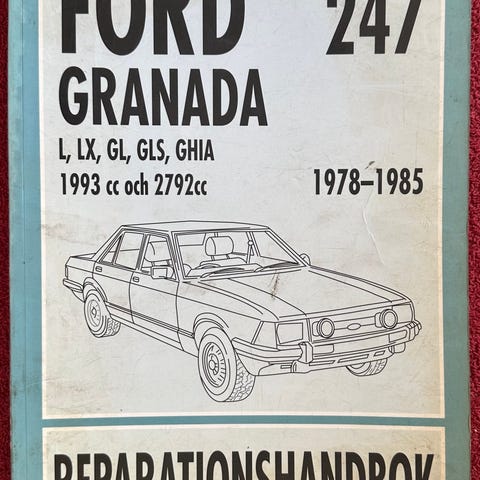 FORD 247
GRANADA
L, LX, GL, GLS, GHIA
1993 cc och 2792cc 1978–1985
REPARATIONSHANDBOK